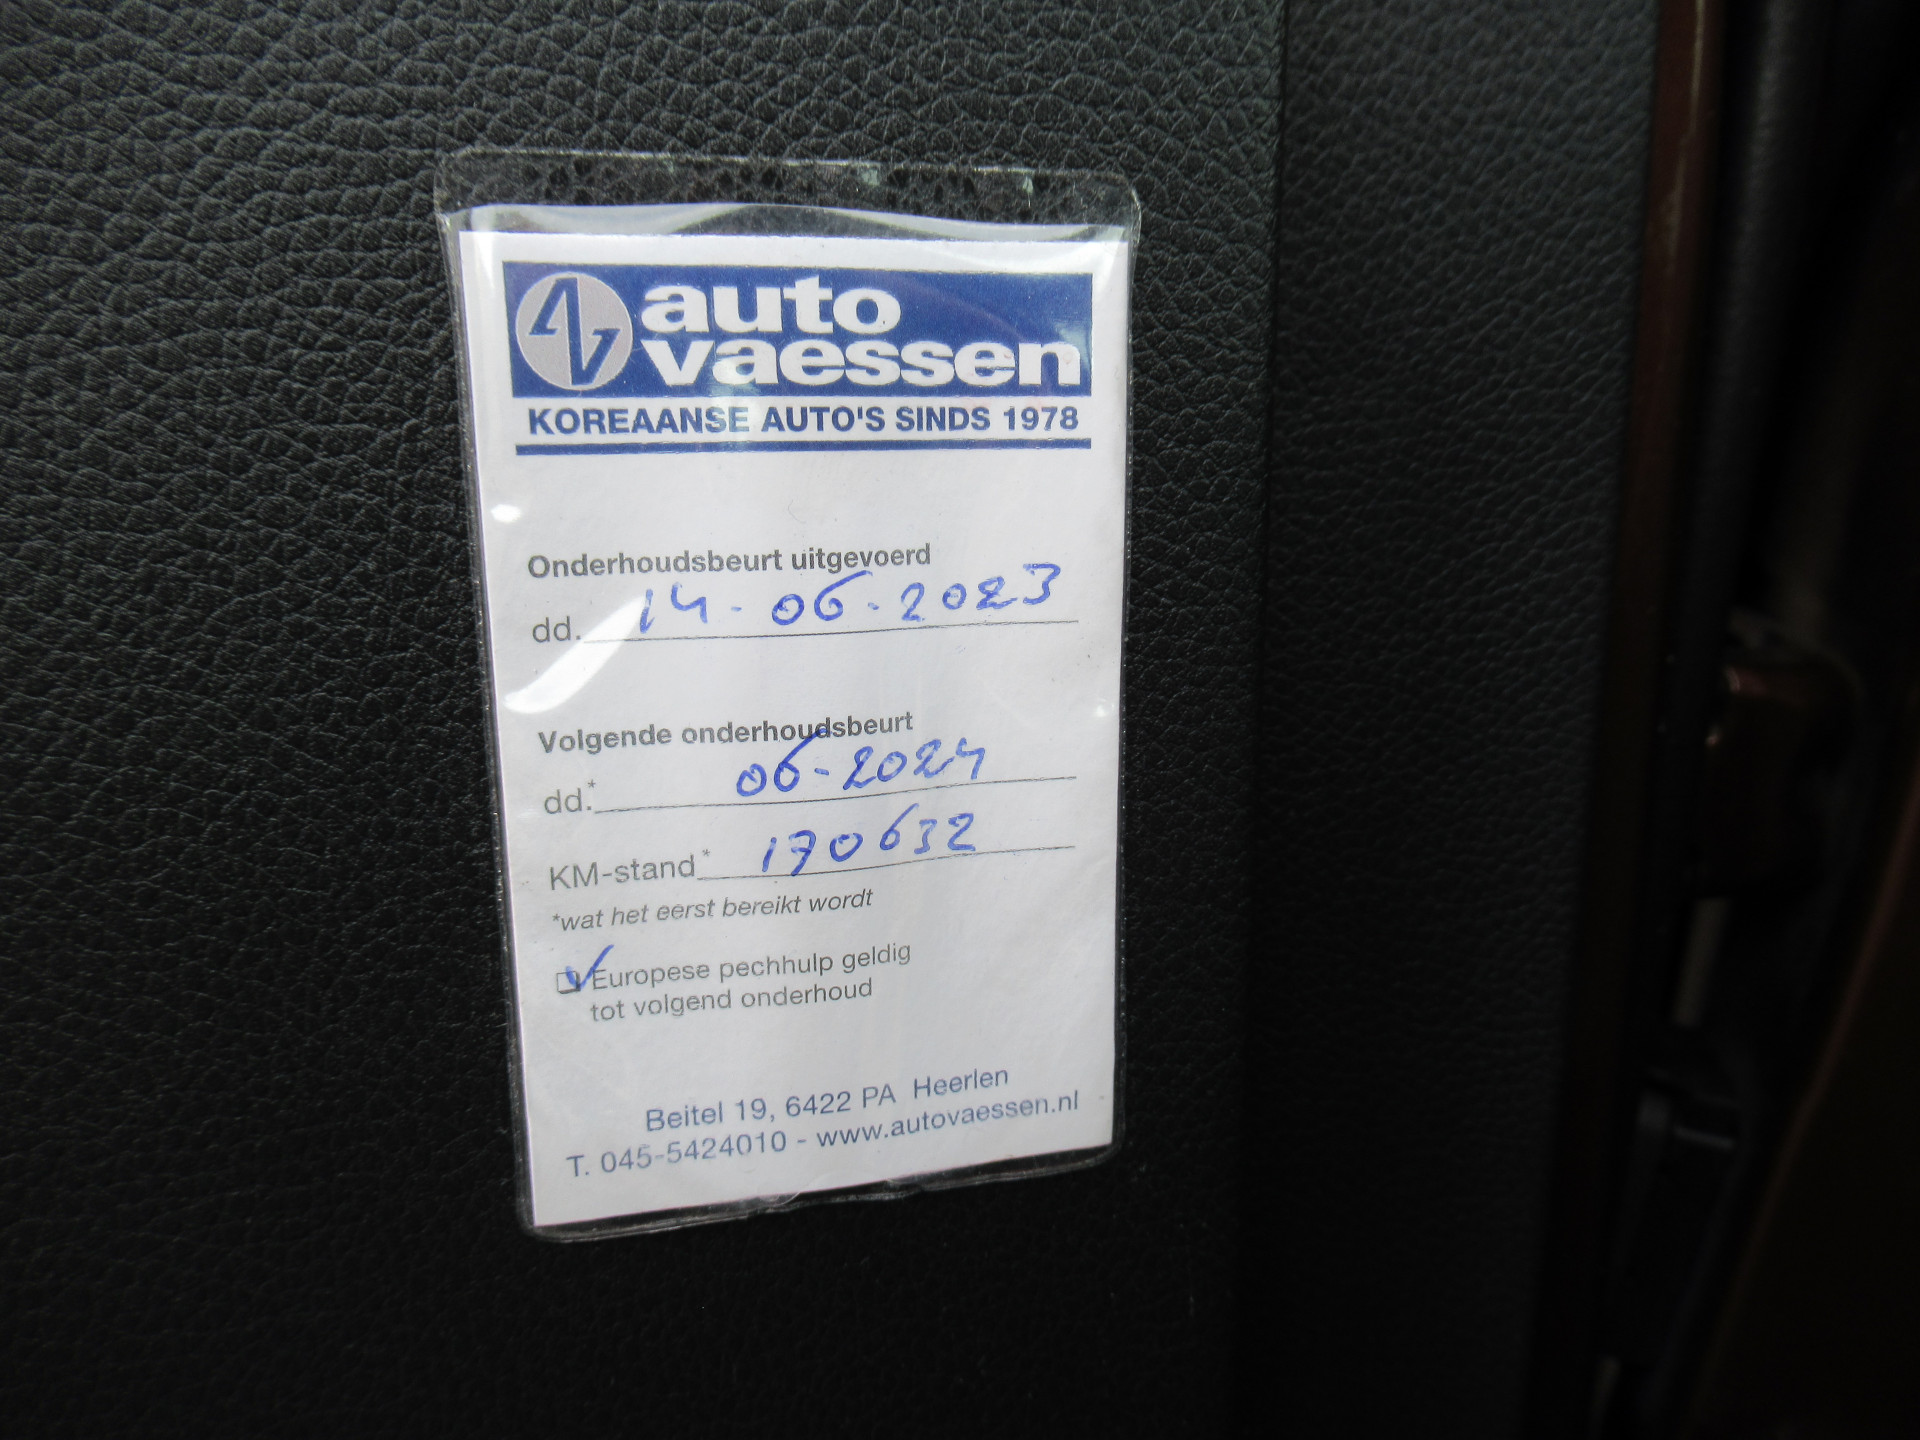 AV auto
vaessen
KOREAANSE AUTO'S SINDS 1978
Onderhoudsbeurt uitgevoerd
dd. 14-06-2023
Volgende onderhoudsbeurt
dd.* 06-2024
KM-stand* 170632
*wat het eerst bereikt wordt
Europese pechhulp geldig
tot volgend onderhoud
Beitel 19, 6422 PA Heerlen
T. 045-5424010 - www.autovaessen.nl